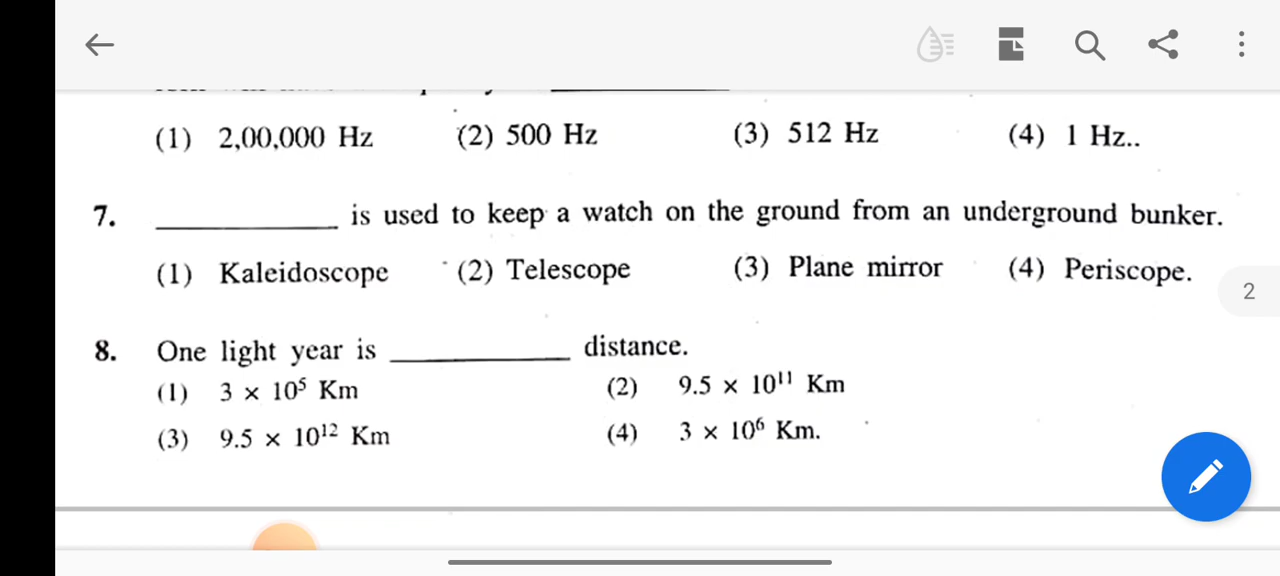 (1) 2,00,000 Hz (2) 500 Hz (3) 512 Hz (4) 1 Hz..
7. __________ is used to keep a watch on the ground from an underground bunker.
(1) Kaleidoscope (2) Telescope (3) Plane mirror (4) Periscope.
2
8. One light year is __________ distance.
(1) 3 × 10⁵ Km (2) 9.5 × 10¹¹ Km
(3) 9.5 × 10¹² Km (4) 3 × 10⁶ Km.